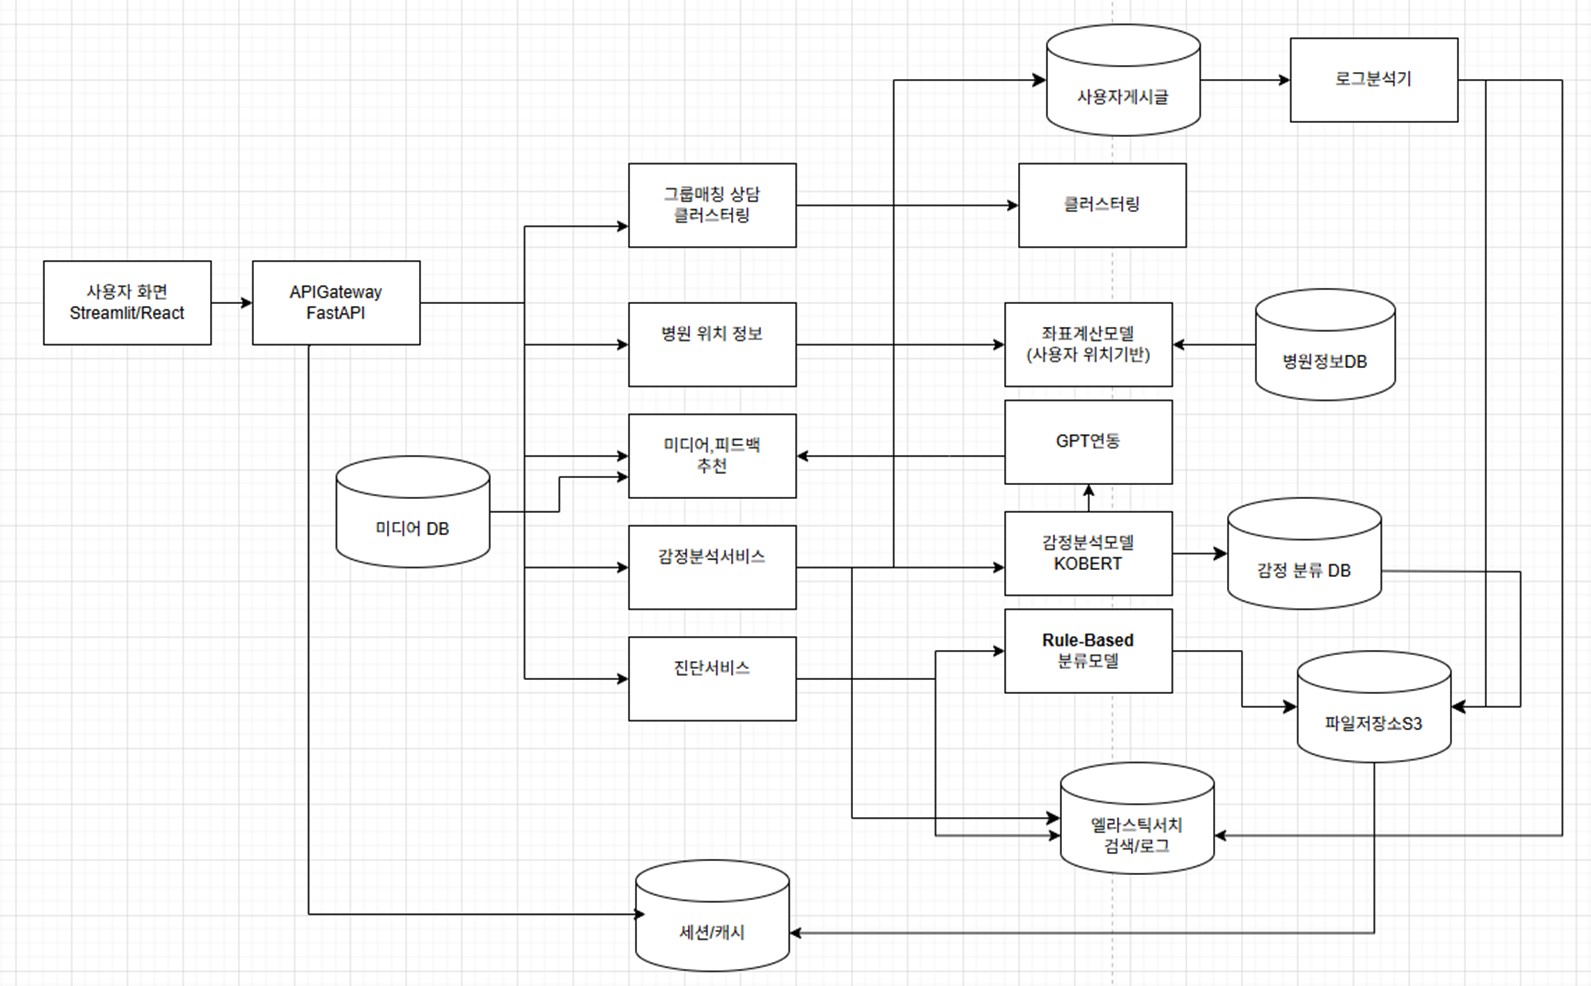 사용자게시글
로그분석기
그룹매칭 상담
클러스터링
클러스터링
사용자 화면
Streamlit/React
APIGateway
FastAPI
병원 위치 정보
좌표계산모델
(사용자 위치기반)
병원정보DB
미디어,피드백
추천
GPT연동
미디어 DB
감정분석서비스
감정분석모델
KOBERT
감정 분류 DB
진단서비스
Rule-Based
분류모델
파일저장소S3
엘라스틱서치
검색/로그
세션/캐시